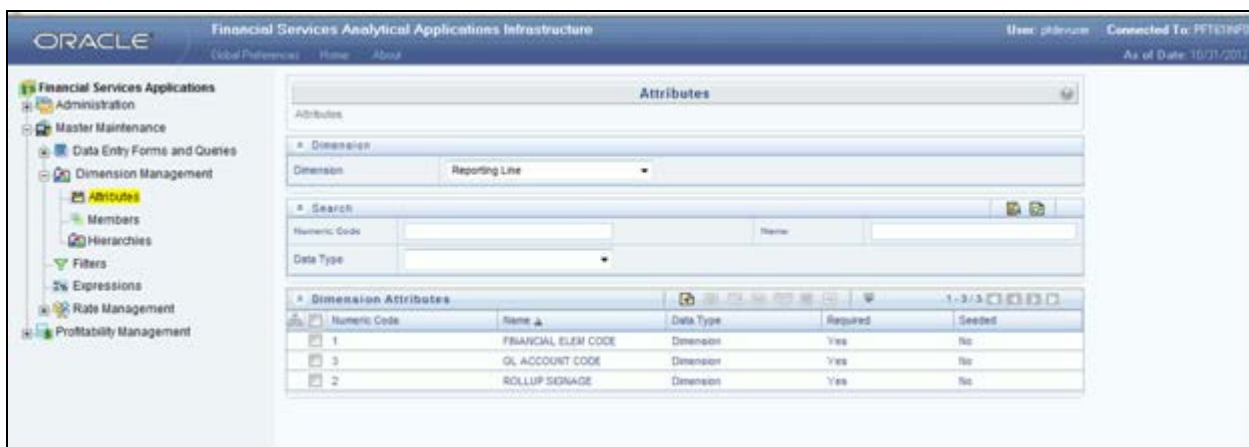 ORACLE
Financial Services Analytical Applications Infrastructure
Global Preferences Home About
User:
Connected To:
As of Date: 10/31/2012
Financial Services Applications
Administration
Master Maintenance
Data Entry Forms and Queries
Dimension Management
Attributes
Members
Hierarchies
Filters
Expressions
Rate Management
Profitability Management
Attributes
Attributes
Dimension
Dimension Reporting Line
Search
Numeric Code Name
Data Type
Dimension Attributes 1-3/3
Numeric Code Name Data Type Required Seeded
1 FINANCIAL ELEM CODE Dimension Yes No
3 GL ACCOUNT CODE Dimension Yes No
2 ROLLUP SIGNAGE Dimension Yes No